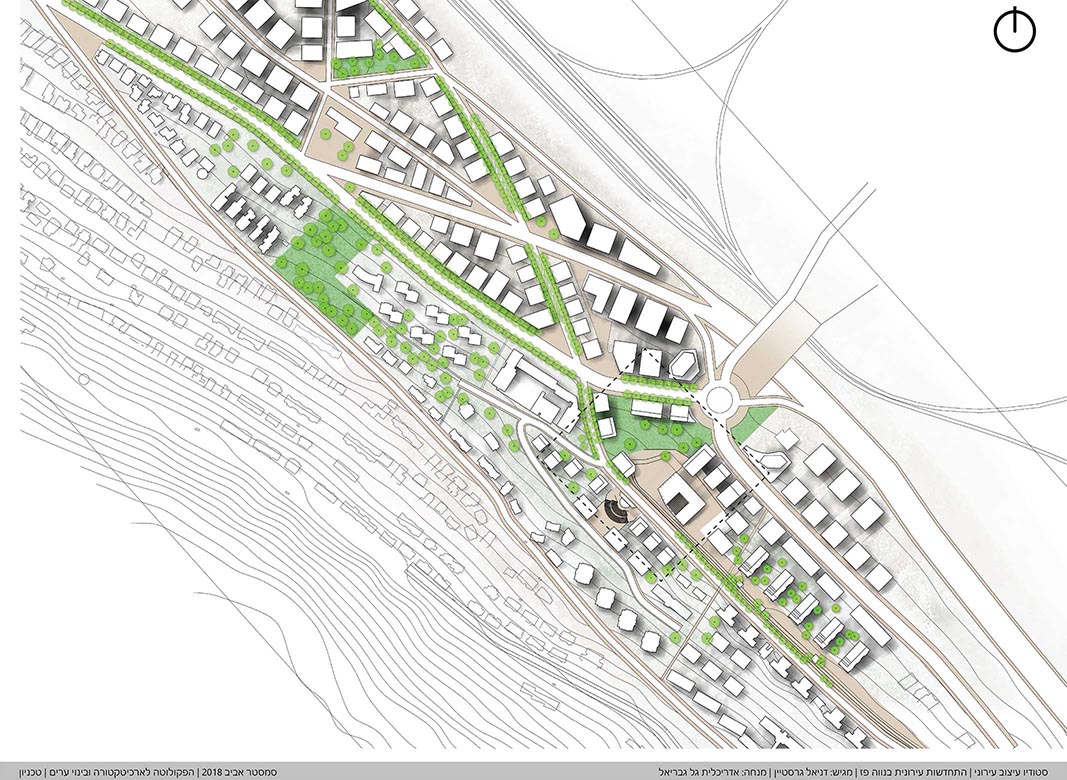 סטודיו עיצוב עירוני | התחדשות עירונית בנווה פז | מגיש: דניאל גרסטיין | מנחה: אדריכלית גל גבריאל
סמסטר אביב 2018 | הפקולטה לארכיטקטורה ובינוי ערים | טכניון